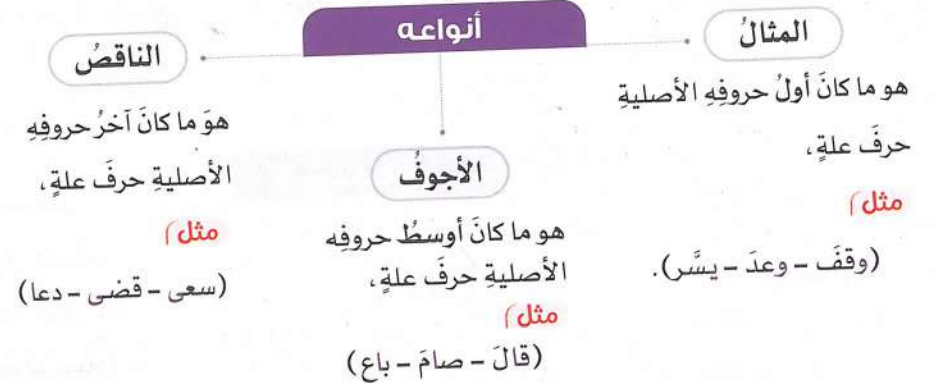 أنواعه
المثالُ
هو ما كانَ أولُ حروفِهِ الأصليةِ
حرفَ علةٍ،
مثل
(وقفَ – وعدَ – يسَّر).
الأجوفُ
هو ما كانَ أوسطُ حروفِه
الأصليةِ حرفَ علةٍ،
مثل
(قالَ – صامَ – باع)
الناقصُ
هوَ ما كانَ آخرُ حروفِهِ
الأصليةِ حرفَ علةٍ،
مثل
(سعى – قضى – دعا)